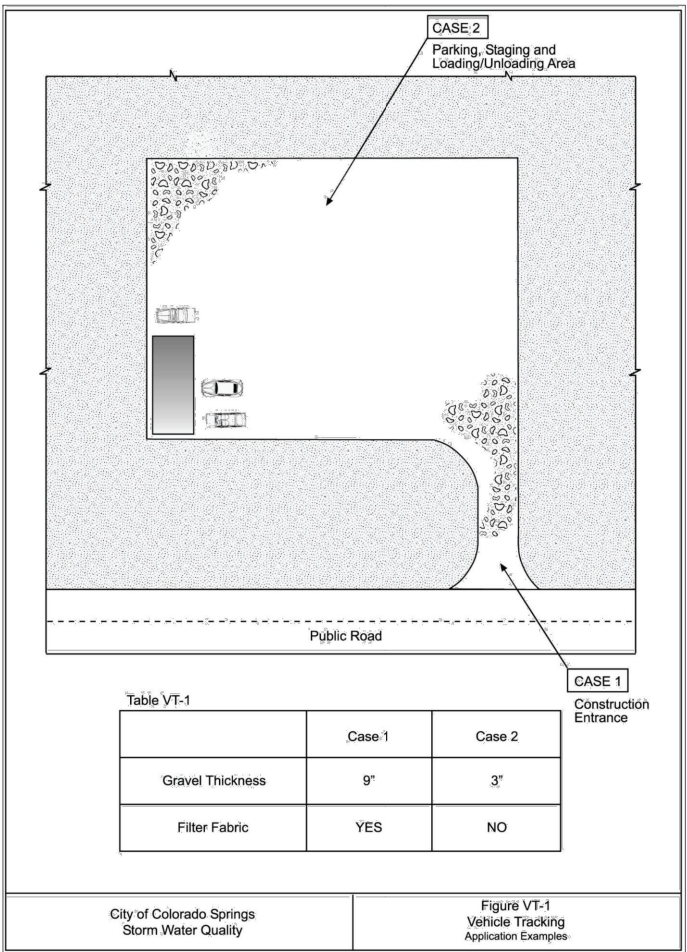 CASE 2
Parking, Staging and
Loading/Unloading Area
Public Road
CASE 1
Construction
Entrance
Table VT-1
Case 1 Case 2
Gravel Thickness 9" 3"
Filter Fabric YES NO
City of Colorado Springs
Storm Water Quality
Figure VT-1
Vehicle Tracking
Application Examples